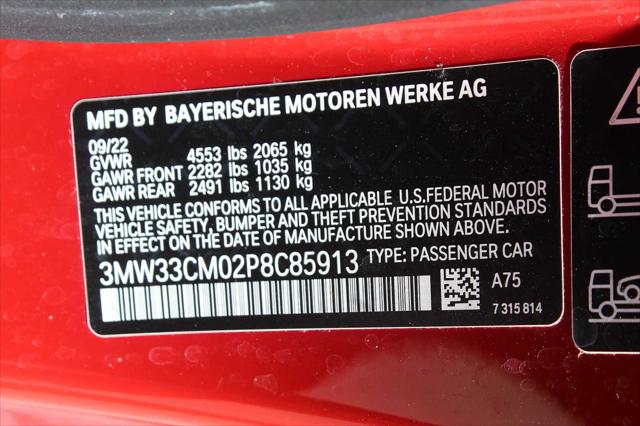 MFD BY BAYERISCHE MOTOREN WERKE AG
09/22
GVWR 4553 lbs 2065 kg
GAWR FRONT 2282 lbs 1035 kg
GAWR REAR 2491 lbs 1130 kg
THIS VEHICLE CONFORMS TO ALL APPLICABLE U.S.FEDERAL MOTOR
VEHICLE SAFETY, BUMPER AND THEFT PREVENTION STANDARDS
IN EFFECT ON THE DATE OF MANUFACTURE SHOWN ABOVE.
3MW33CM02P8C85913 TYPE: PASSENGER CAR
A75
7 315 814